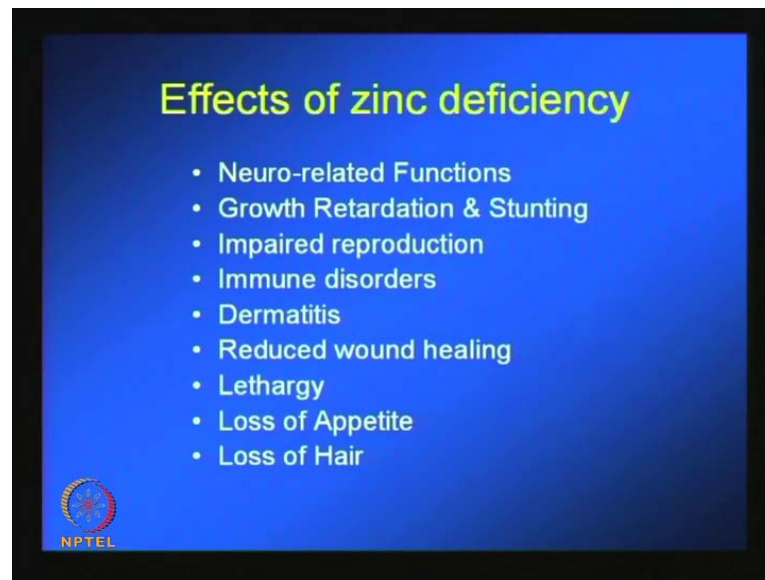 Effects of zinc deficiency
• Neuro-related Functions
• Growth Retardation & Stunting
• Impaired reproduction
• Immune disorders
• Dermatitis
• Reduced wound healing
• Lethargy
• Loss of Appetite
• Loss of Hair
NPTEL